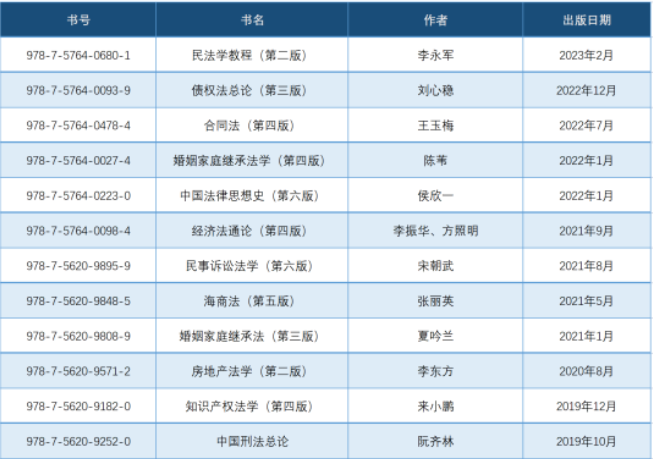 书号 书名 作者 出版日期
978-7-5764-0680-1 民法学教程（第二版） 李永军 2023年2月
978-7-5764-0093-9 债权法总论（第三版） 刘心稳 2022年12月
978-7-5764-0478-4 合同法（第四版） 王玉梅 2022年7月
978-7-5764-0027-4 婚姻家庭继承法学（第四版） 陈苇 2022年1月
978-7-5764-0223-0 中国法律思想史（第六版） 侯欣一 2022年1月
978-7-5764-0098-4 经济法通论（第四版） 李振华、方照明 2021年9月
978-7-5620-9895-9 民事诉讼法学（第六版） 宋朝武 2021年8月
978-7-5620-9848-5 海商法（第五版） 张丽英 2021年5月
978-7-5620-9808-9 婚姻家庭继承法（第三版） 夏吟兰 2021年1月
978-7-5620-9571-2 房地产法学（第二版） 李东方 2020年8月
978-7-5620-9182-0 知识产权法学（第四版） 来小鹏 2019年12月
978-7-5620-9252-0 中国刑法总论 阮齐林 2019年10月